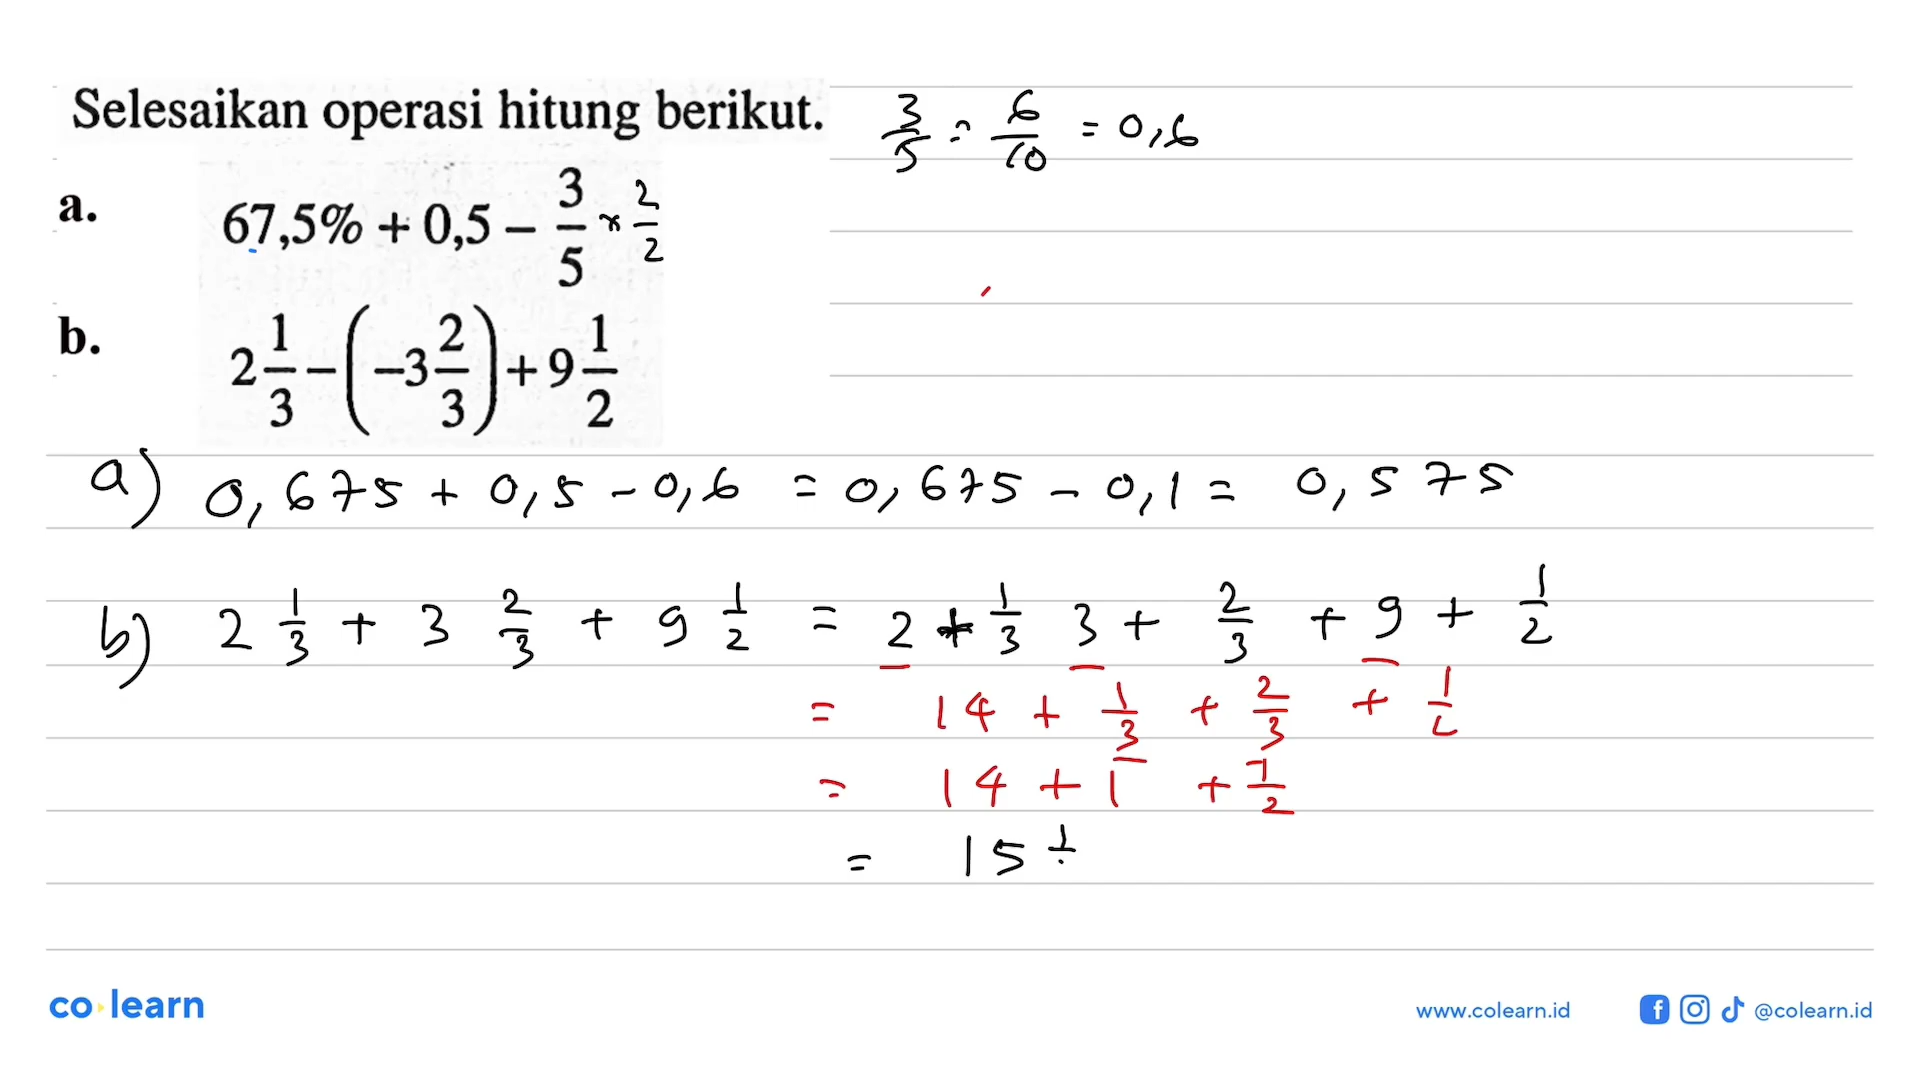 Selesaikan operasi hitung berikut.
3/5 = 6/10 = 0,6
a. 67,5% + 0,5 – 3/5 × 2/2
b. 2 1/3 – (–3 2/3) + 9 1/2
a) 0,675 + 0,5 - 0,6 = 0,675 - 0,1 = 0,575
b) 2 1/3 + 3 2/3 + 9 1/2 = 2 + 1/3 3 + 2/3 + 9 + 1/2
= 14 + 1/3 + 2/3 + 1/2
= 14 + 1 + 1/2
= 15 1
co learn
www.colearn.id
@colearn.id